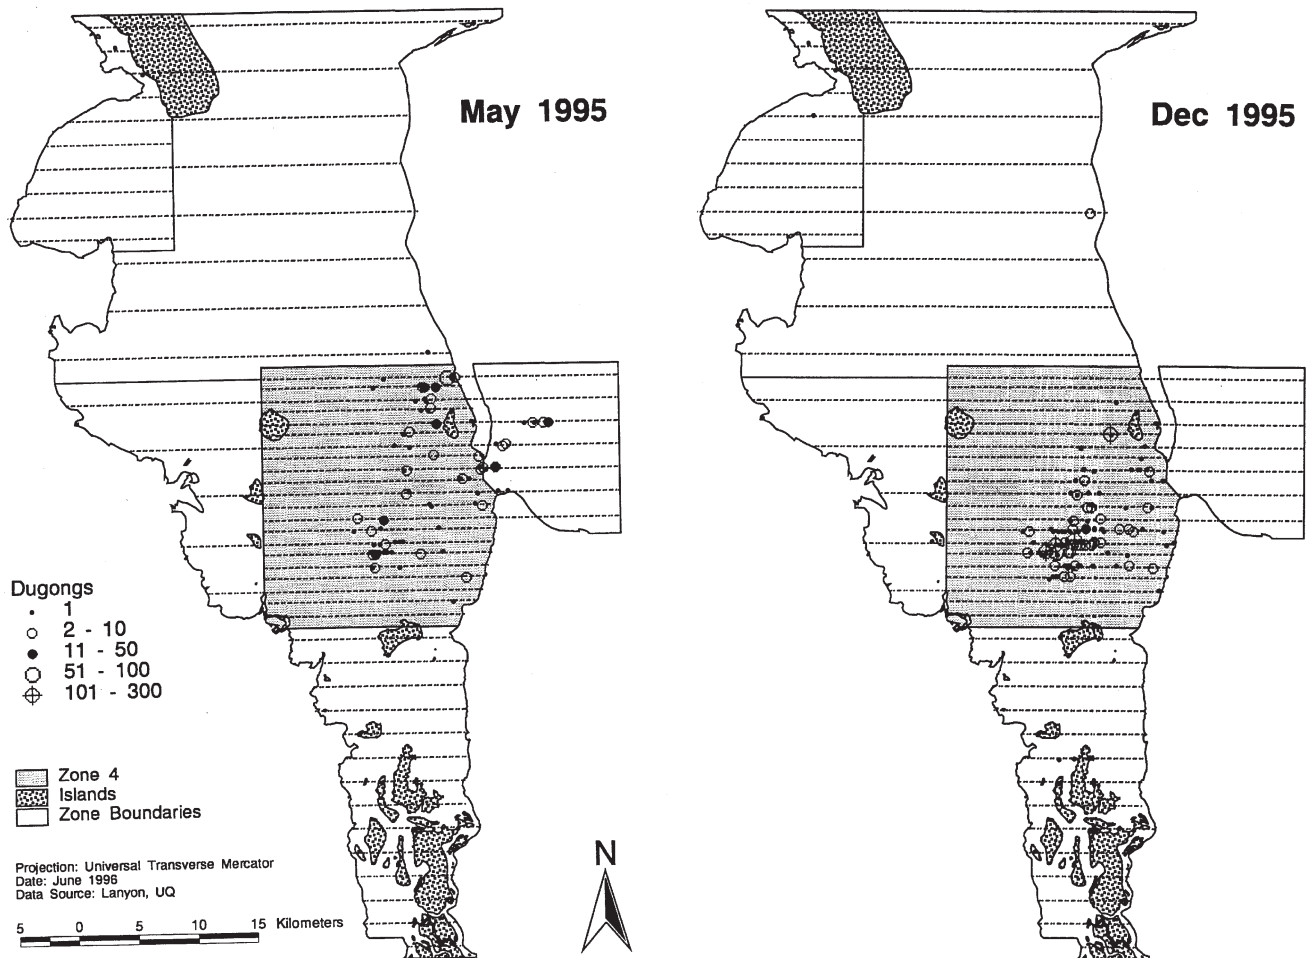 May 1995
Dec 1995
Dugongs
1
2 - 10
11 - 50
51 - 100
101 - 300
Zone 4
Islands
Zone Boundaries
Projection: Universal Transverse Mercator
Date: June 1996
Data Source: Lanyon, UQ
5 0 5 10 15 Kilometers
N